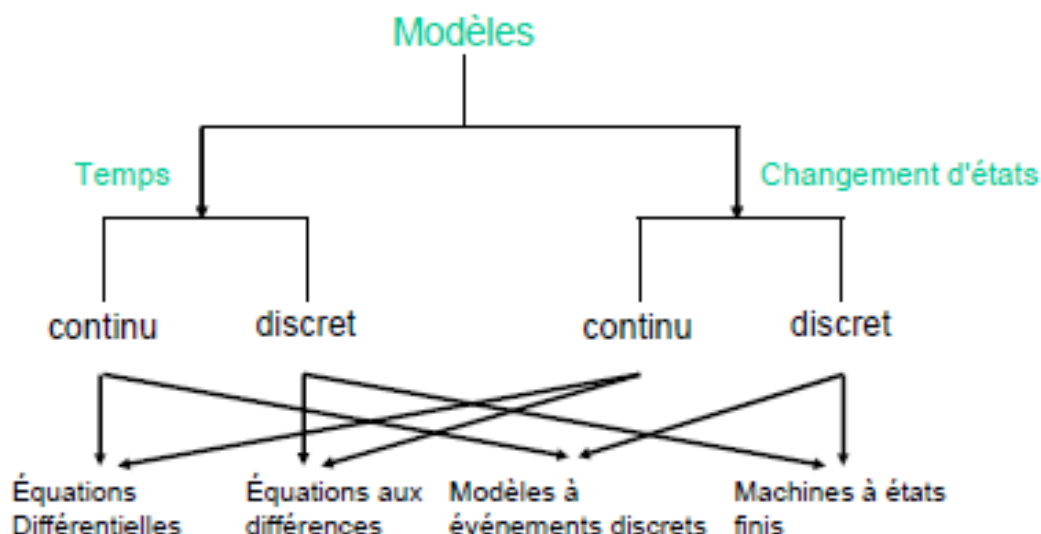 Modèles
Temps
Changement d'états
continu
discret
continu
discret
Équations
Différentielles
Équations aux
différences
Modèles à
événements discrets
Machines à états
finis